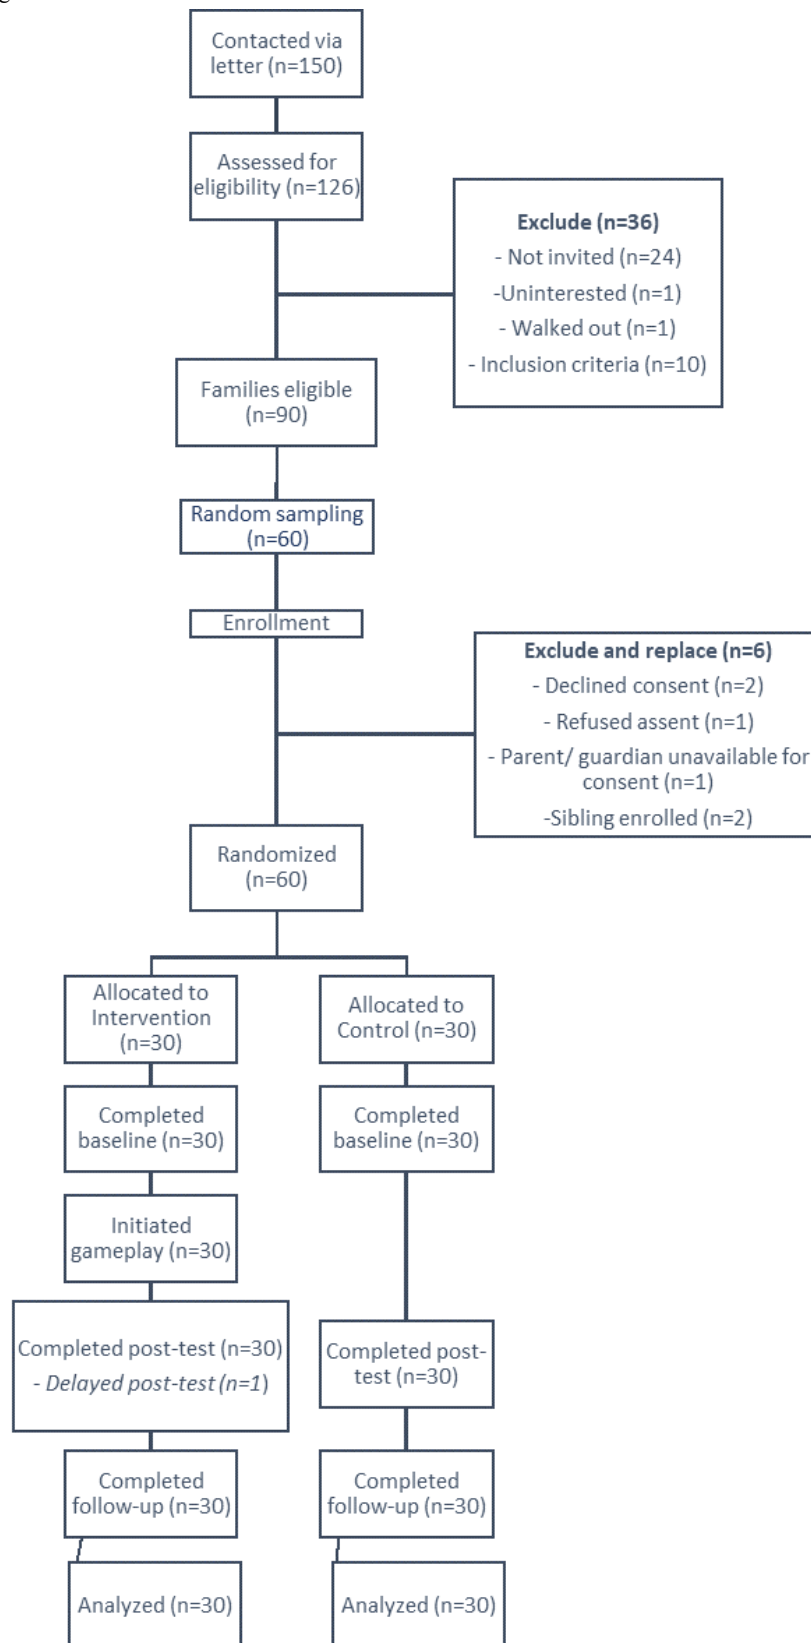 Contacted via
letter (n=150)
Assessed for
eligibility (n=126)
Exclude (n=36)
- Not invited (n=24)
-Uninterested (n=1)
- Walked out (n=1)
- Inclusion criteria (n=10)
Families eligible
(n=90)
Random sampling
(n=60)
Enrollment
Exclude and replace (n=6)
- Declined consent (n=2)
- Refused assent (n=1)
- Parent/ guardian unavailable for
consent (n=1)
-Sibling enrolled (n=2)
Randomized
(n=60)
Allocated to
Intervention
(n=30)
Allocated to
Control (n=30)
Completed
baseline (n=30)
Completed
baseline (n=30)
Initiated
gameplay (n=30)
Completed post-test (n=30)
- Delayed post-test (n=1)
Completed post-
test (n=30)
Completed
follow-up (n=30)
Completed
follow-up (n=30)
Analyzed (n=30)
Analyzed (n=30)